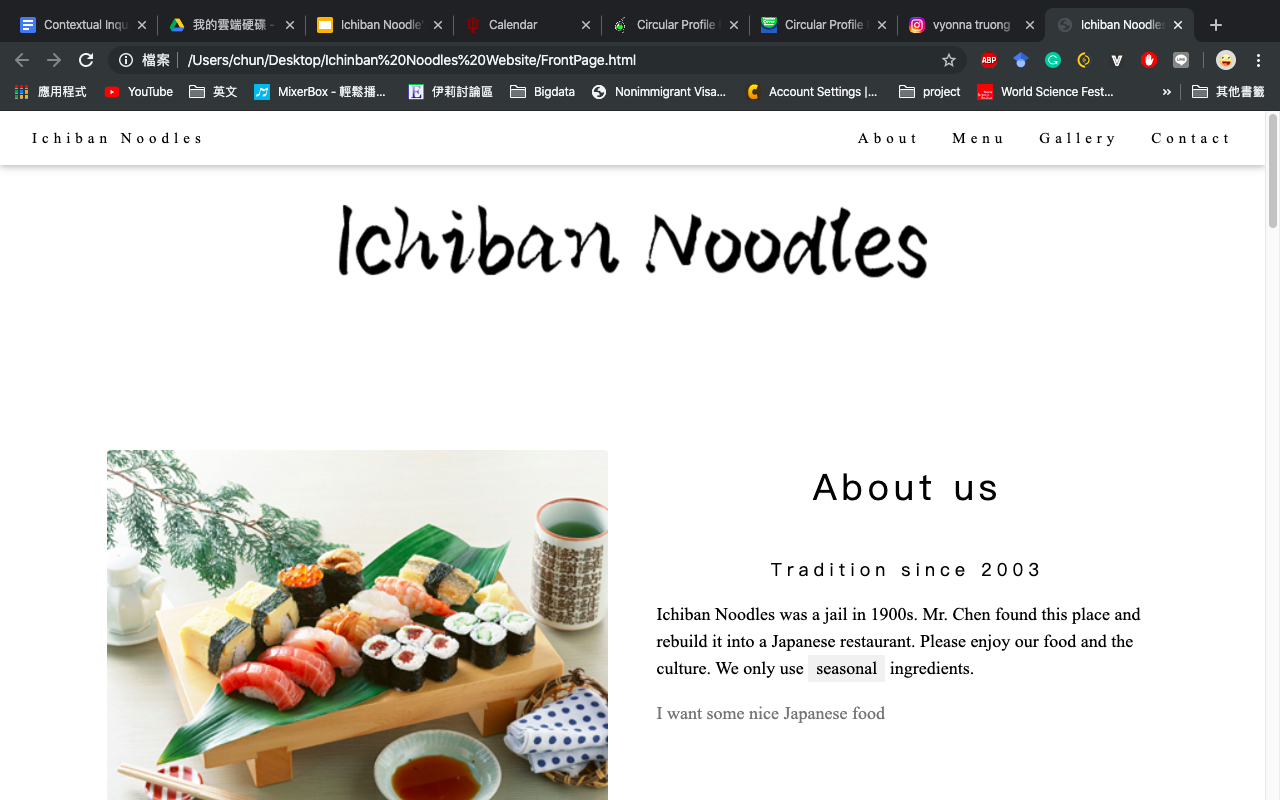 Contextual Inqu
我的雲端硬碟 -
Ichiban Noodle'
Calendar
Circular Profile
Circular Profile
vyonna truong
Ichiban Noodles
檔案 /Users/chun/Desktop/Ichinban%20Noodles%20Website/FrontPage.html
ABP
應用程式
YouTube
英文
MixerBox - 輕鬆播...
伊莉討論區
Bigdata
Nonimmigrant Visa...
Account Settings |...
project
World Science Fest...
»
其他書籤
Ichiban Noodles
About
Menu
Gallery
Contact
Ichiban Noodles
About us
Tradition since 2003
Ichiban Noodles was a jail in 1900s. Mr. Chen found this place and
rebuild it into a Japanese restaurant. Please enjoy our food and the
culture. We only use seasonal ingredients.
I want some nice Japanese food